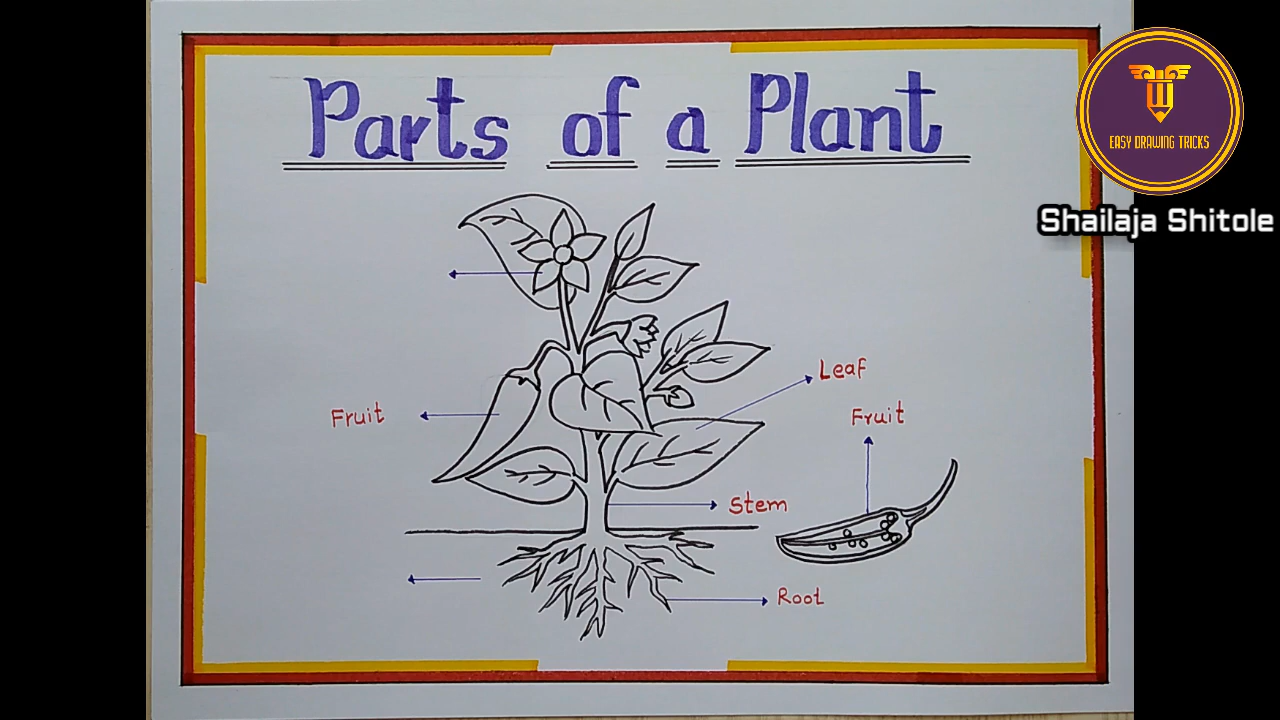 Parts of a Plant
EASY DRAWING TRICKS
Shailaja Shitole
Leaf
Fruit
Fruit
Stem
Root